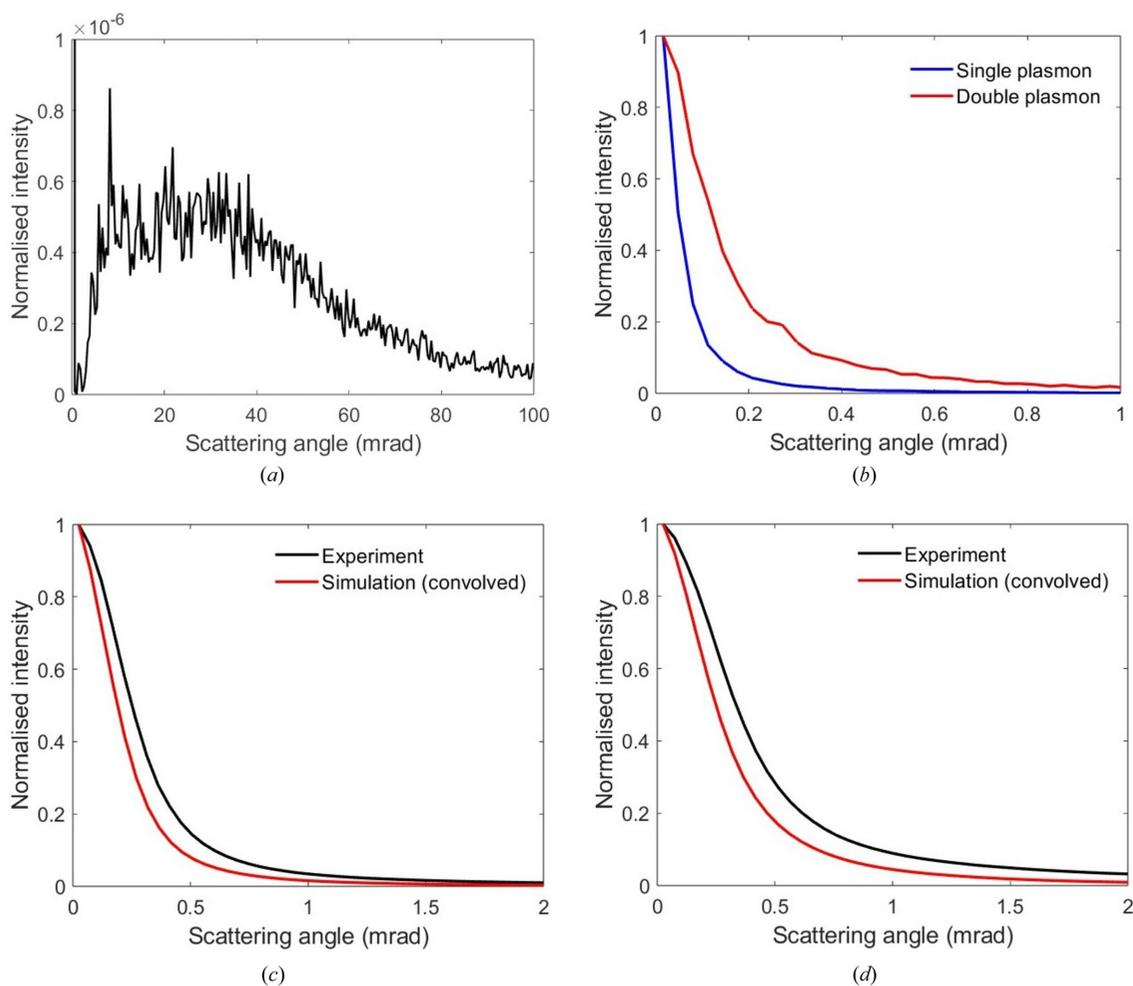 ×10-6
1
0.8
0.6
0.4
0.2
0
0 20 40 60 80 100
Normalised intensity
Scattering angle (mrad)
(a)
1
0.8
0.6
0.4
0.2
0
0 0.2 0.4 0.6 0.8 1
Normalised intensity
Single plasmon
Double plasmon
Scattering angle (mrad)
(b)
1
0.8
0.6
0.4
0.2
0
0 0.5 1 1.5 2
Normalised intensity
Experiment
Simulation (convolved)
Scattering angle (mrad)
(c)
1
0.8
0.6
0.4
0.2
0
0 0.5 1 1.5 2
Normalised intensity
Experiment
Simulation (convolved)
Scattering angle (mrad)
(d)